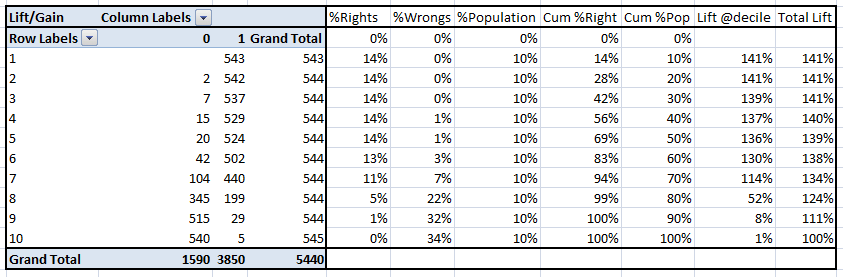 Lift/Gain Column Labels %Rights %Wrongs %Population Cum %Right Cum %Pop Lift @decile Total Lift
Row Labels 0 1 Grand Total 0% 0% 0% 0% 0%
1 543 543 14% 0% 10% 14% 10% 141% 141%
2 2 542 544 14% 0% 10% 28% 20% 141% 141%
3 7 537 544 14% 0% 10% 42% 30% 139% 141%
4 15 529 544 14% 1% 10% 56% 40% 137% 140%
5 20 524 544 14% 1% 10% 69% 50% 136% 139%
6 42 502 544 13% 3% 10% 83% 60% 130% 138%
7 104 440 544 11% 7% 10% 94% 70% 114% 134%
8 345 199 544 5% 22% 10% 99% 80% 52% 124%
9 515 29 544 1% 32% 10% 100% 90% 8% 111%
10 540 5 545 0% 34% 10% 100% 100% 1% 100%
Grand Total 1590 3850 5440